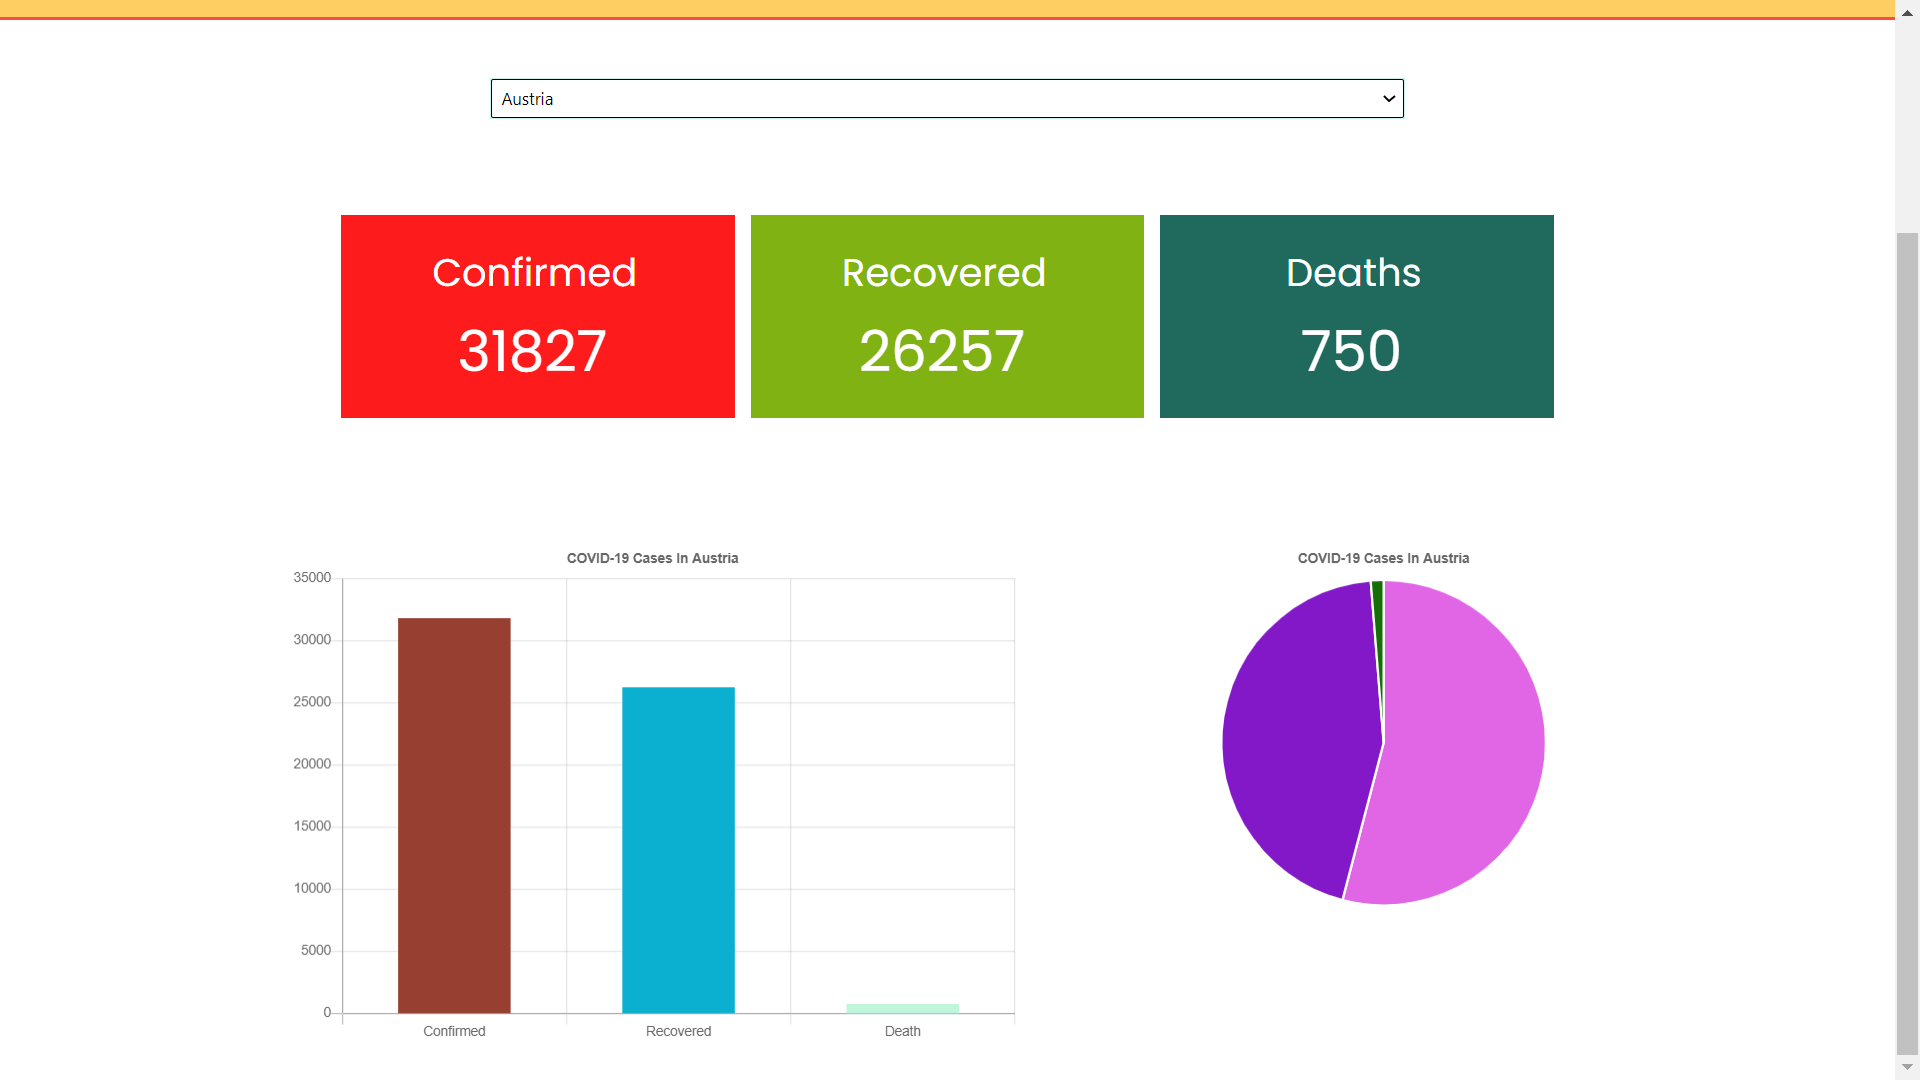 Austria
Confirmed
31827
Recovered
26257
Deaths
750
COVID-19 Cases In Austria
35000
30000
25000
20000
15000
10000
5000
0
Confirmed
Recovered
Death
COVID-19 Cases In Austria